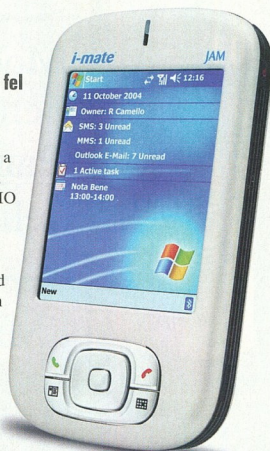 fel
a
IO
d
i-mate JAM
Start 12:16
11 October 2004
Owner: R Camello
SMS: 3 Unread
MMS: 1 Unread
Outlook E-Mail: 7 Unread
1 Active task
Nota Bene
13:00-14:00
New